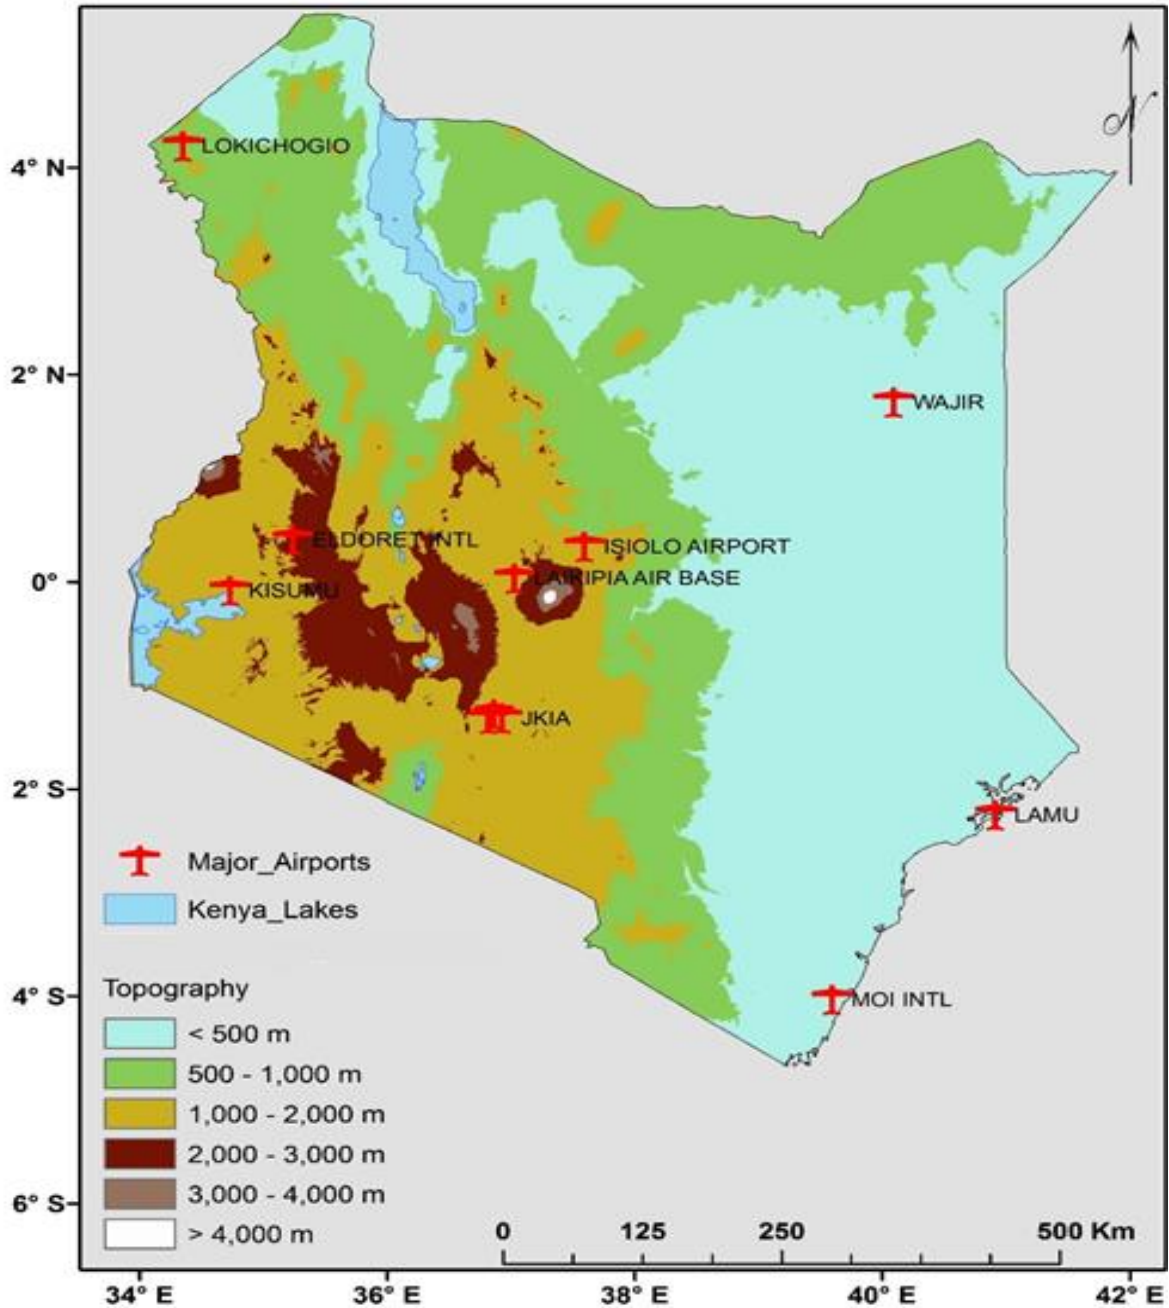 N
LOKICHOGIO
4° N
2° N
WAJIR
ELDORET INTL
ISIOLO AIRPORT
LAIKIPIA AIR BASE
0°
KISUMU
JKIA
2° S
LAMU
Major_Airports
Kenya_Lakes
Topography
4° S
MOI INTL
< 500 m
500 - 1,000 m
1,000 - 2,000 m
2,000 - 3,000 m
3,000 - 4,000 m
6° S
> 4,000 m
0 125 250 500 Km
34° E 36° E 38° E 40° E 42° E